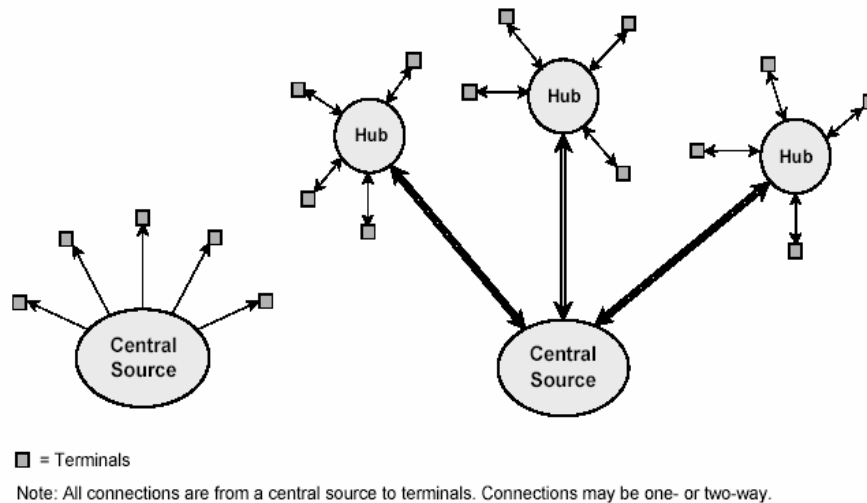 Hub
Hub
Hub
Central
Source
Central
Source
= Terminals
Note: All connections are from a central source to terminals. Connections may be one- or two-way.